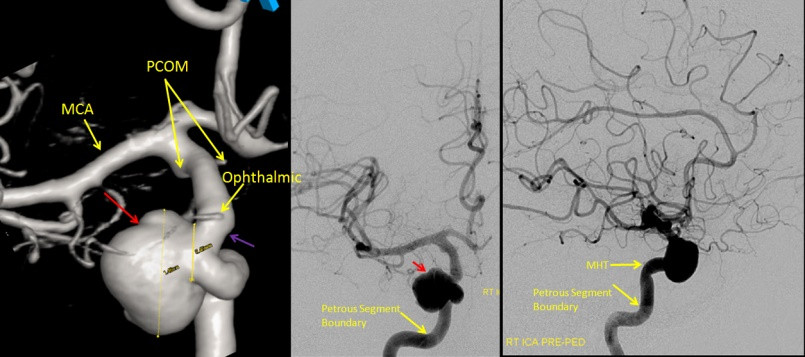 PCOM
MCA
Ophthalmic
Petrous Segment
Boundary
RT I
MHT
Petrous Segment
Boundary
RT ICA PRE-PED